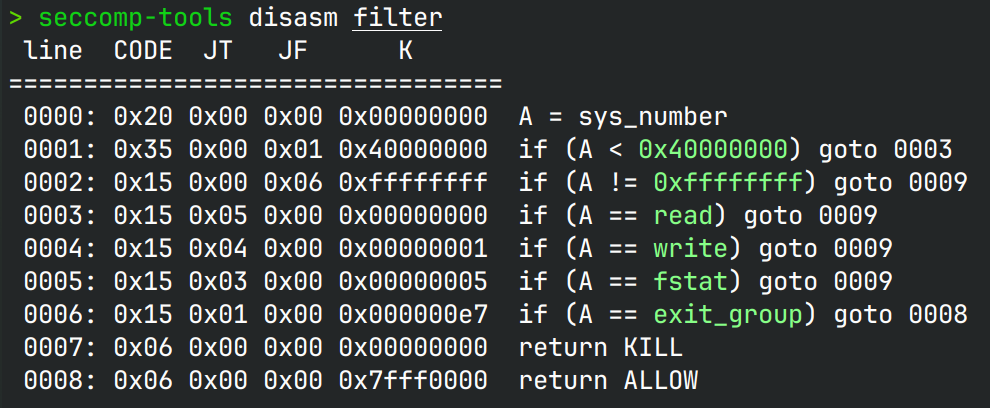 > seccomp-tools disasm filter
line CODE JT JF K
=================================
0000: 0x20 0x00 0x00 0x00000000 A = sys_number
0001: 0x35 0x00 0x01 0x40000000 if (A < 0x40000000) goto 0003
0002: 0x15 0x00 0x06 0xffffffff if (A != 0xffffffff) goto 0009
0003: 0x15 0x05 0x00 0x00000000 if (A == read) goto 0009
0004: 0x15 0x04 0x00 0x00000001 if (A == write) goto 0009
0005: 0x15 0x03 0x00 0x00000005 if (A == fstat) goto 0009
0006: 0x15 0x01 0x00 0x000000e7 if (A == exit_group) goto 0008
0007: 0x06 0x00 0x00 0x00000000 return KILL
0008: 0x06 0x00 0x00 0x7fff0000 return ALLOW